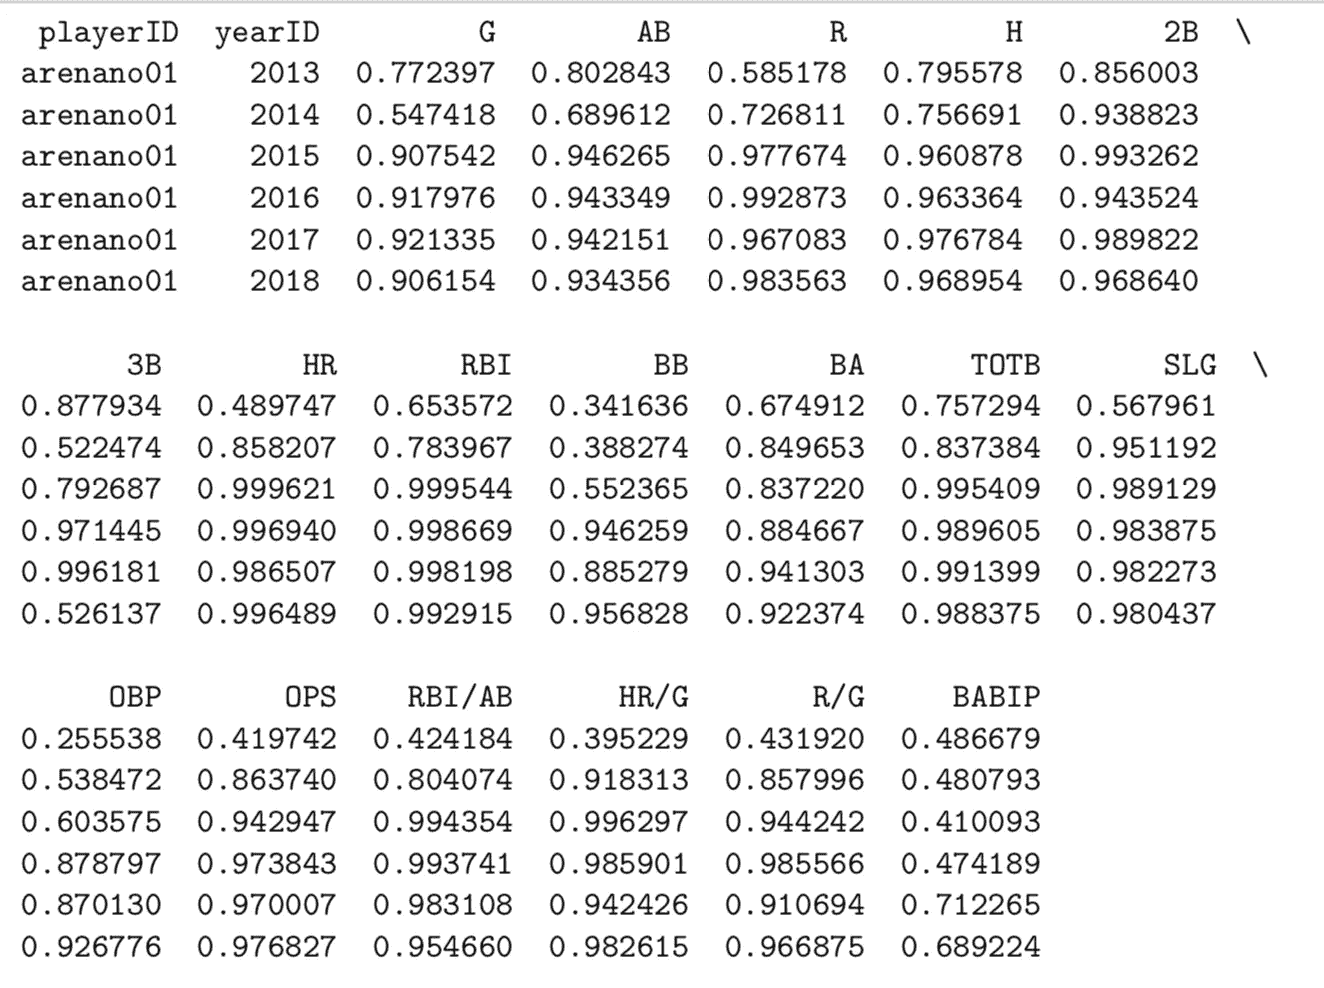 playerID yearID G AB R H 2B \
arenano01 2013 0.772397 0.802843 0.585178 0.795578 0.856003
arenano01 2014 0.547418 0.689612 0.726811 0.756691 0.938823
arenano01 2015 0.907542 0.946265 0.977674 0.960878 0.993262
arenano01 2016 0.917976 0.943349 0.992873 0.963364 0.943524
arenano01 2017 0.921335 0.942151 0.967083 0.976784 0.989822
arenano01 2018 0.906154 0.934356 0.983563 0.968954 0.968640
3B HR RBI BB BA TOTB SLG \
0.877934 0.489747 0.653572 0.341636 0.674912 0.757294 0.567961
0.522474 0.858207 0.783967 0.388274 0.849653 0.837384 0.951192
0.792687 0.999621 0.999544 0.552365 0.837220 0.995409 0.989129
0.971445 0.996940 0.998669 0.946259 0.884667 0.989605 0.983875
0.996181 0.986507 0.998198 0.885279 0.941303 0.991399 0.982273
0.526137 0.996489 0.992915 0.956828 0.922374 0.988375 0.980437
OBP OPS RBI/AB HR/G R/G BABIP
0.255538 0.419742 0.424184 0.395229 0.431920 0.486679
0.538472 0.863740 0.804074 0.918313 0.857996 0.480793
0.603575 0.942947 0.994354 0.996297 0.944242 0.410093
0.878797 0.973843 0.993741 0.985901 0.985566 0.474189
0.870130 0.970007 0.983108 0.942426 0.910694 0.712265
0.926776 0.976827 0.954660 0.982615 0.966875 0.689224